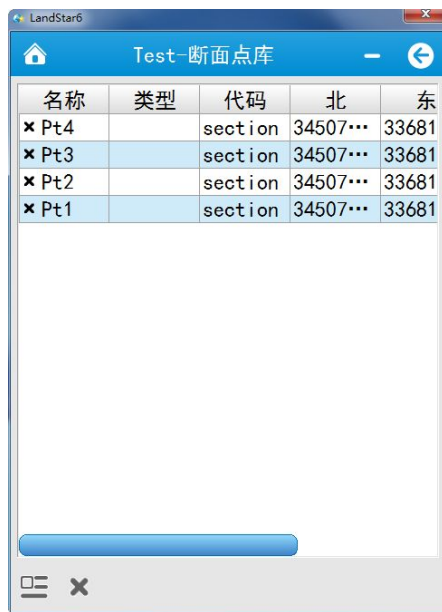 LandStar6
Test-断面点库
名称 类型 代码 北 东
Pt4 section 34507··· 33681
Pt3 section 34507··· 33681
Pt2 section 34507··· 33681
Pt1 section 34507··· 33681